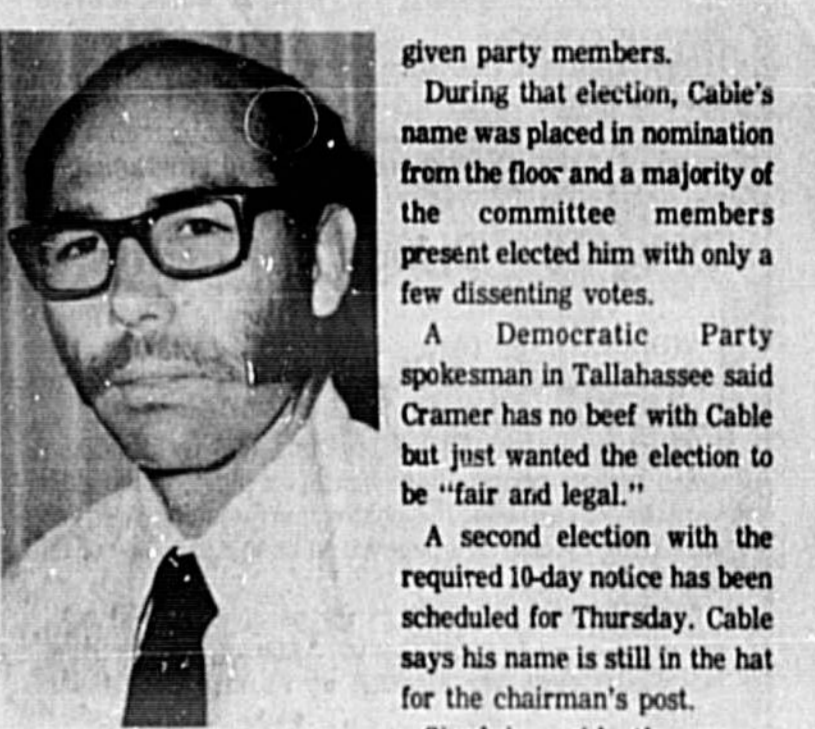 given party members.
During that election, Cable's
name was placed in nomination
from the floor and a majority of
the committee members
present elected him with only a
few dissenting votes.
A Democratic Party
spokesman in Tallahassee said
Cramer has no beef with Cable
but just wanted the election to
be "fair and legal."
A second election with the
required 10-day notice has been
scheduled for Thursday. Cable
says his name is still in the hat
for the chairman's post.